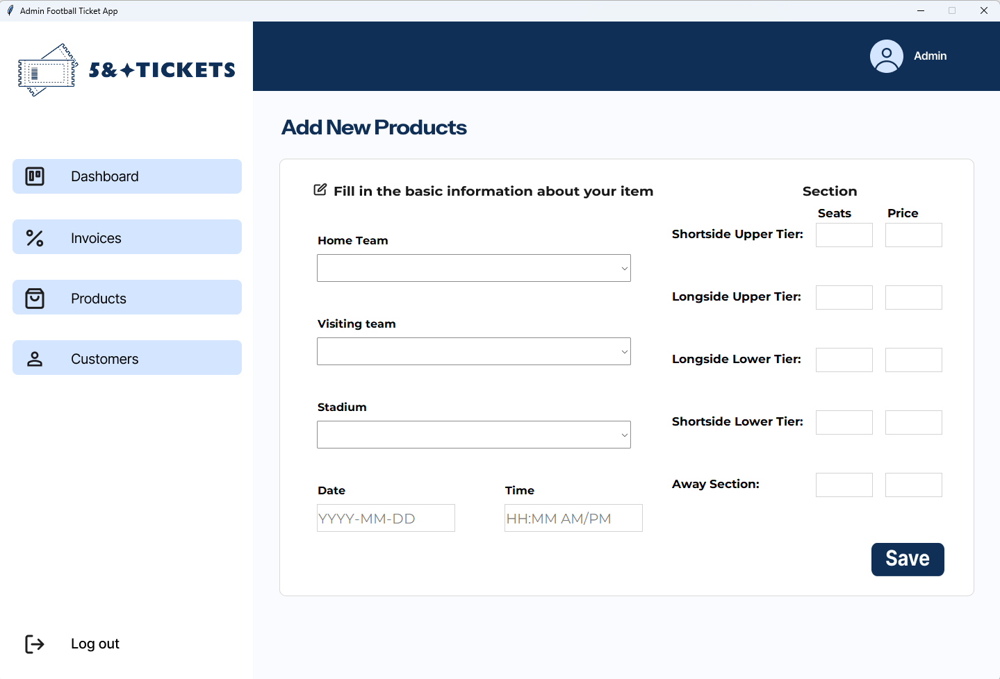 Admin Football Ticket App
5&✦TICKETS
Admin
Dashboard
Invoices
Products
Customers
Log out
Add New Products
Fill in the basic information about your item
Home Team
Visiting team
Stadium
Date
Time
YYYY-MM-DD
HH:MM AM/PM
Section
Seats
Price
Shortside Upper Tier:
Longside Upper Tier:
Longside Lower Tier:
Shortside Lower Tier:
Away Section:
Save